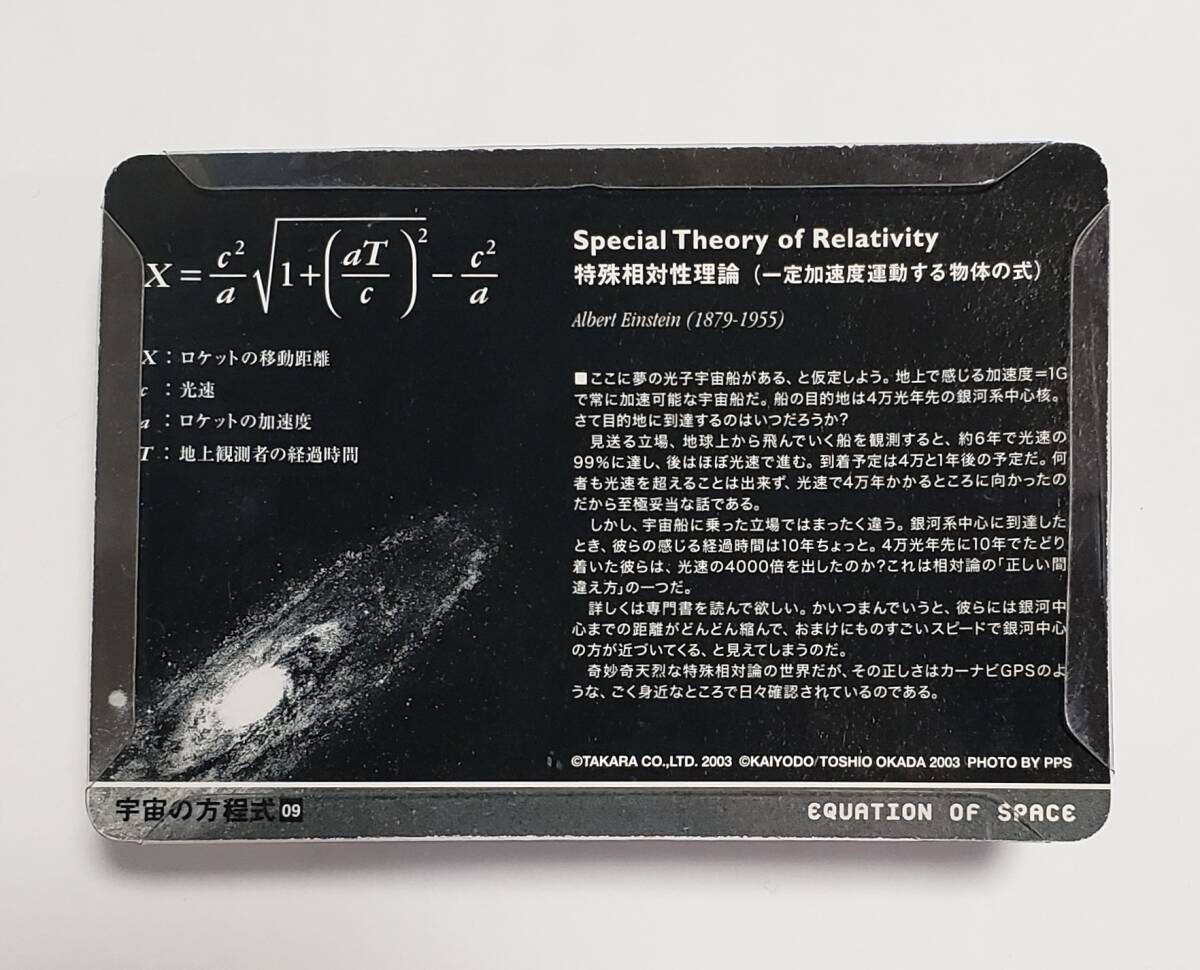 X = c²/a √1+(aT/c)² − c²/a
X：ロケットの移動距離
c：光速
a：ロケットの加速度
T：地上観測者の経過時間
Special Theory of Relativity
特殊相対性理論（一定加速度運動する物体の式）
Albert Einstein (1879-1955)
■ここに夢の光子宇宙船がある、と仮定しよう。地上で感じる加速度=1G
で常に加速可能な宇宙船だ。船の目的地は4万光年先の銀河系中心核。
さて目的地に到達するのはいつだろうか?
見送る立場、地球上から飛んでいく船を観測すると、約6年で光速の
99%に達し、後はほぼ光速で進む。到着予定は4万と1年後の予定だ。何
者も光速を超えることは出来ず、光速で4万年かかるところに向かったの
だから至極妥当な話である。
しかし、宇宙船に乗った立場ではまったく違う。銀河系中心に到達した
とき、彼らの感じる経過時間は10年ちょっと。4万光年先に10年でたどり
着いた彼らは、光速の4000倍を出したのか?これは相対論の「正しい間
違え方」の一つだ。
詳しくは専門書を読んで欲しい。かいつまんでいうと、彼らには銀河中
心までの距離がどんどん縮んで、おまけにものすごいスピードで銀河中心
の方が近づいてくる、と見えてしまうのだ。
奇妙奇天烈な特殊相対論の世界だが、その正しさはカーナビGPSのよ
うな、ごく身近なところで日々確認されているのである。
©TAKARA CO.,LTD. 2003 ©KAIYODO/TOSHIO OKADA 2003 PHOTO BY PPS
宇宙の方程式 09
EQUATION OF SPACE